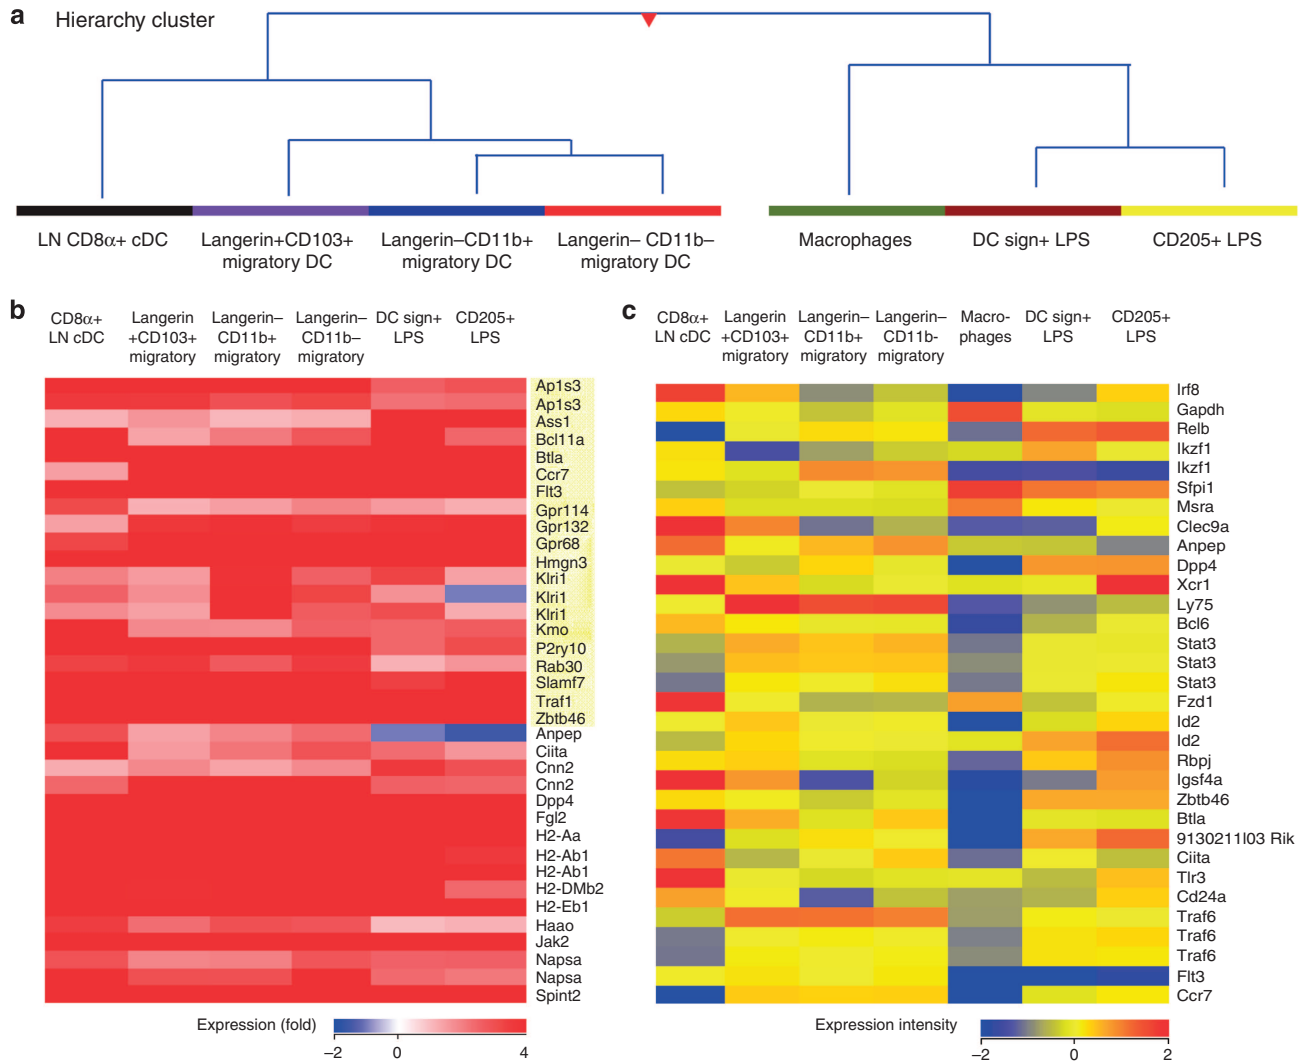 a
Hierarchy cluster
LN CD8α+ cDC
Langerin+CD103+
migratory DC
Langerin–CD11b+
migratory DC
Langerin– CD11b–
migratory DC
Macrophages
DC sign+ LPS
CD205+ LPS
b
CD8α+
LN cDC
Langerin
+CD103+
migratory
Langerin–
CD11b+
migratory
Langerin–
CD11b–
migratory
DC sign+
LPS
CD205+
LPS
Ap1s3
Ap1s3
Ass1
Bcl11a
Btla
Ccr7
Flt3
Gpr114
Gpr132
Gpr68
Hmgn3
Klri1
Klri1
Klri1
Kmo
P2ry10
Rab30
Slamf7
Traf1
Zbtb46
Anpep
Ciita
Cnn2
Cnn2
Dpp4
Fgl2
H2-Aa
H2-Ab1
H2-Ab1
H2-DMb2
H2-Eb1
Haao
Jak2
Napsa
Napsa
Spint2
Expression (fold)
–2 0 4
c
CD8α+
LN cDC
Langerin
+CD103+
migratory
Langerin–
CD11b+
migratory
Langerin–
CD11b-
migratory
Macro-
phages
DC sign+
LPS
CD205+
LPS
Irf8
Gapdh
Relb
Ikzf1
Ikzf1
Sfpi1
Msra
Clec9a
Anpep
Dpp4
Xcr1
Ly75
Bcl6
Stat3
Stat3
Stat3
Fzd1
Id2
Id2
Rbpj
Igsf4a
Zbtb46
Btla
9130211I03 Rik
Ciita
Tlr3
Cd24a
Traf6
Traf6
Traf6
Flt3
Ccr7
Expression intensity
–2 0 2